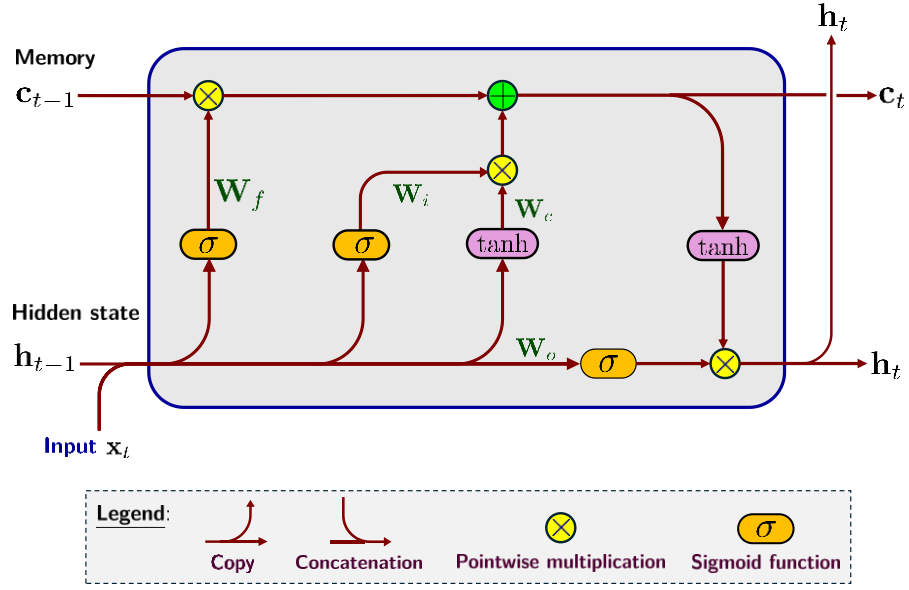 h_t
Memory
c_{t−1}
c_t
W_f
W_i
W_c
σ
σ
tanh
tanh
Hidden state
h_{t−1}
W_o
σ
h_t
Input x_t
Legend:
σ
Copy
Concatenation
Pointwise multiplication
Sigmoid function